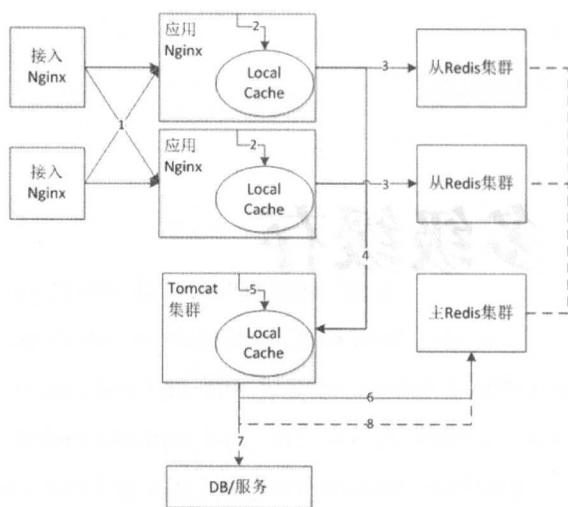 接入
Nginx
1
接入
Nginx
应用
Nginx
2
Local
Cache
3
从Redis集群
应用
Nginx
2
Local
Cache
3
从Redis集群
4
Tomcat
集群
5
Local
Cache
主Redis集群
6
8
7
DB/服务